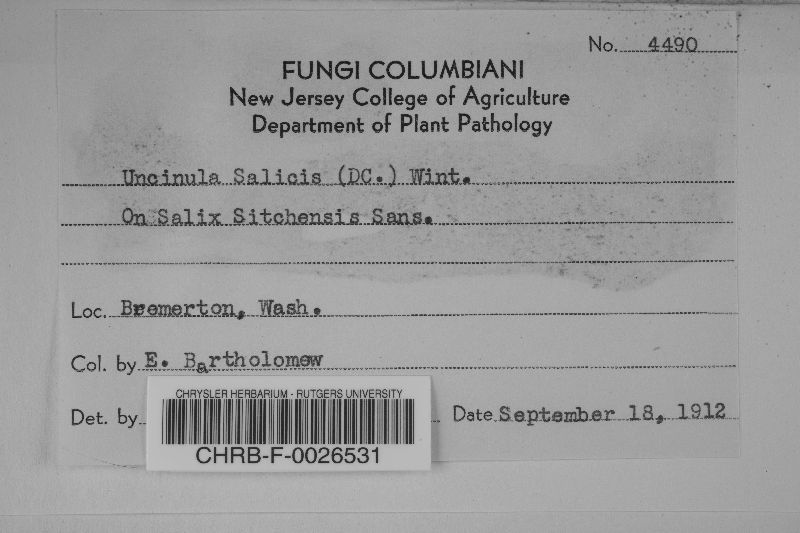 No. 4490
FUNGI COLUMBIANI
New Jersey College of Agriculture
Department of Plant Pathology
Uncinula Salicis (DC.) Wint.
On Salix Sitchensis Sans.
Loc. Bremerton, Wash.
Col. by E. Bartholomew
Det. by
Date September 18, 1912
CHRYSLER HERBARIUM - RUTGERS UNIVERSITY
CHRB-F-0026531